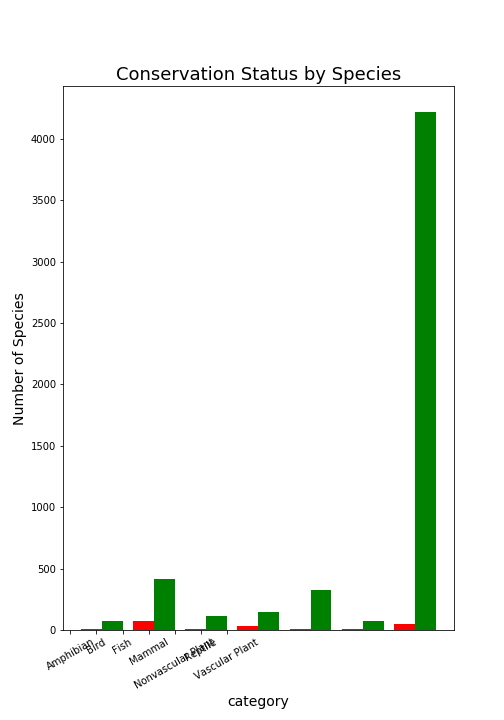 Conservation Status by Species
Number of Species
4000
3500
3000
2500
2000
1500
1000
500
0
Amphibian
Bird
Fish
Mammal
Nonvascular Plant
Reptile
Vascular Plant
category